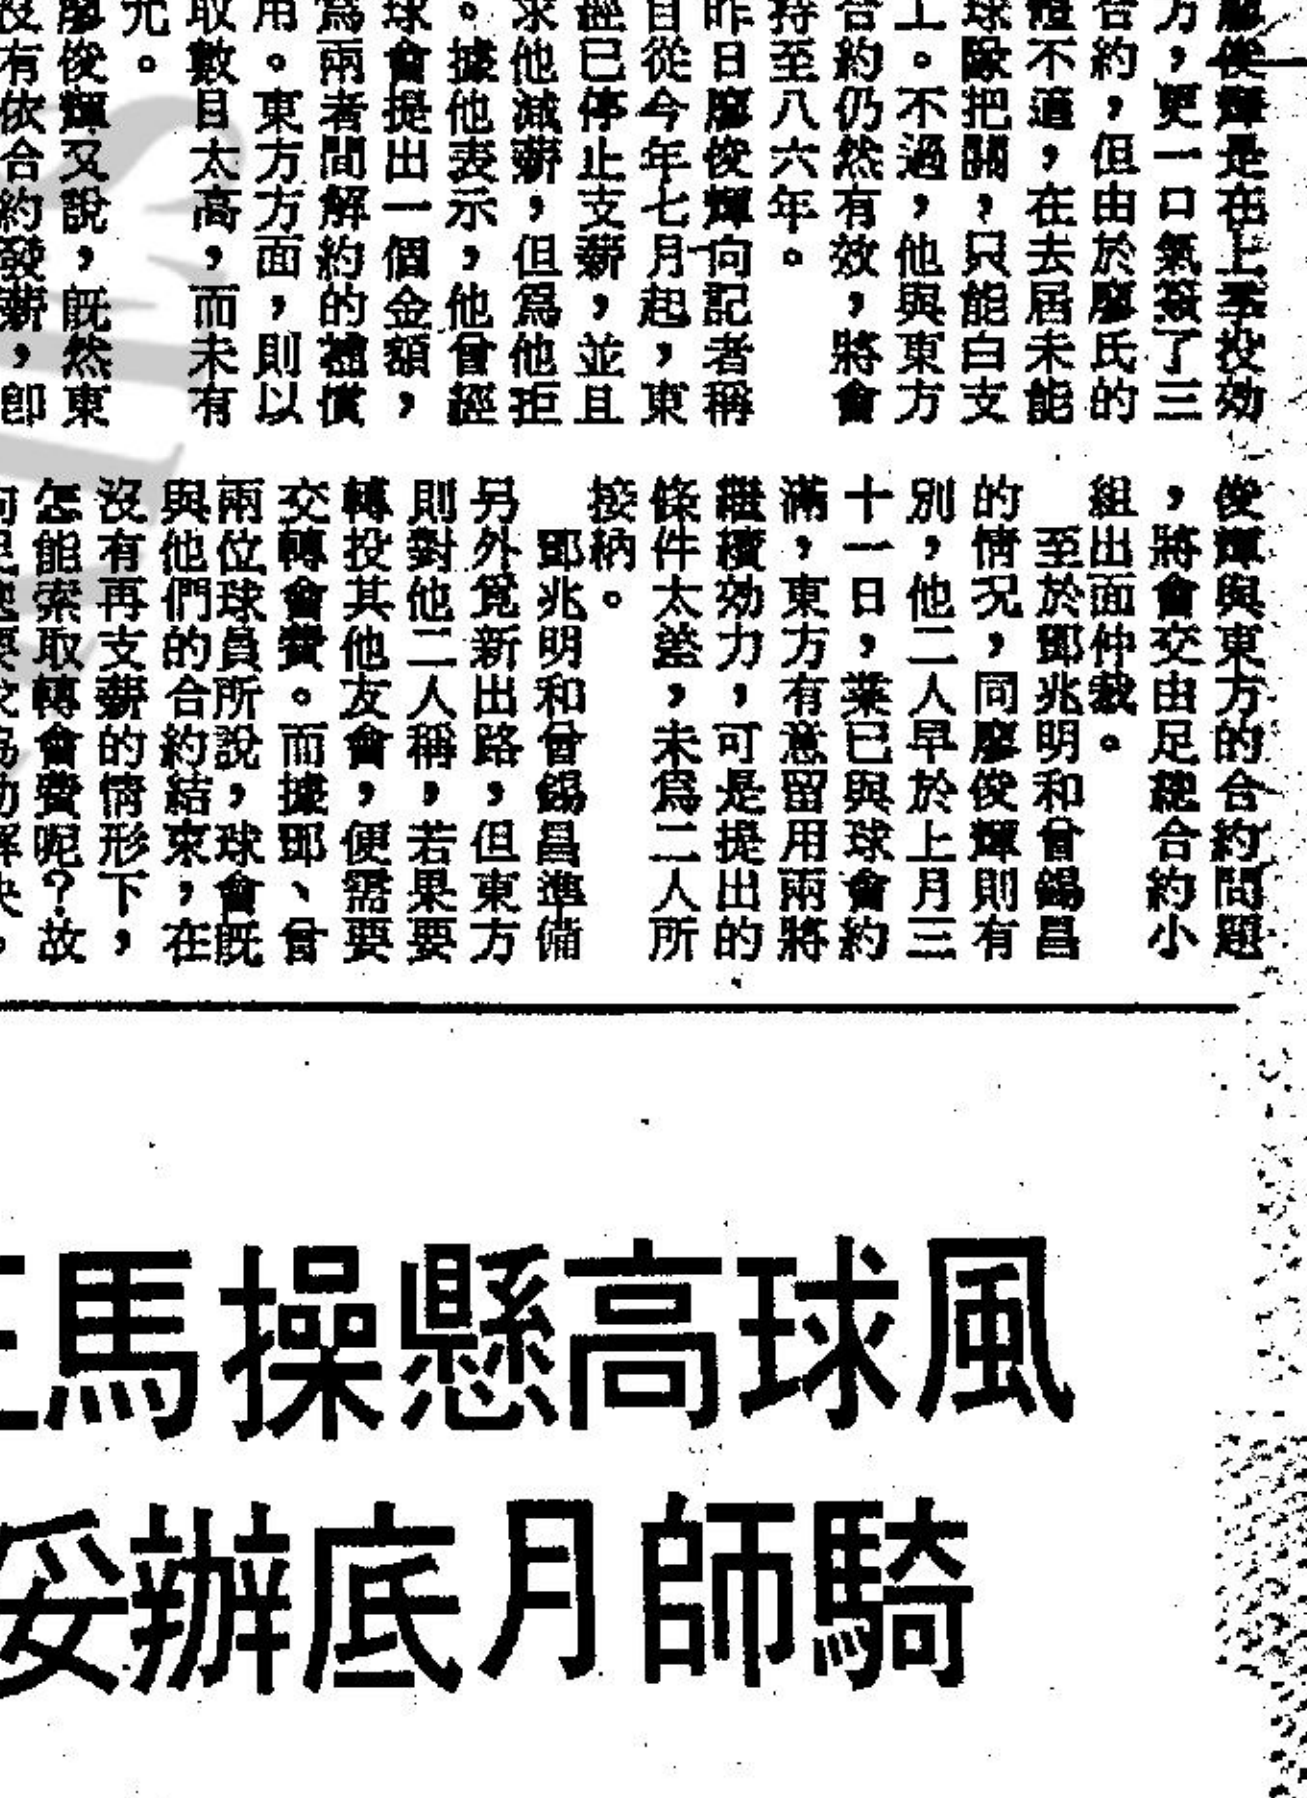 廖俊輝是在上季投効
方，更一口氣簽了三
合約，但由於廖氏的
體不適，在去屆未能
球隊把關，只能白支
上。不過，他與東方
合約仍然有效，將會
持至八六年。
昨日廖俊輝向記者稱
自從今年七月起，東
經已停止支薪，並且
求他減薪，但爲他拒
。據他表示，他曾經
球會提出一個金額，
爲兩者間解約的補償
用。東方方面，則以
取數目太高，而未有
允。
廖俊輝又說，既然東
沒有依合約發薪，卽
俊輝與東方的合約問題
，將會交由足總合約小
組出面仲裁。
至於鄧兆明和曾錫昌
的情況，同廖俊輝則有
別，他二人早於上月三
十一日，業已與球會約
滿，東方有意留用兩將
繼續効力，可是提出的
條件太差，未爲二人所
接納。
鄧兆明和曾錫昌準備
另外覓新出路，但東方
則對他二人稱，若果要
轉投其他友會，便需要
交轉會費。而據鄧、曾
兩位球員所說，球會既
與他們的合約結束，在
沒有再支薪的情形下，
怎能索取轉會費呢？故
風球高懸操馬
騎師月底辦妥